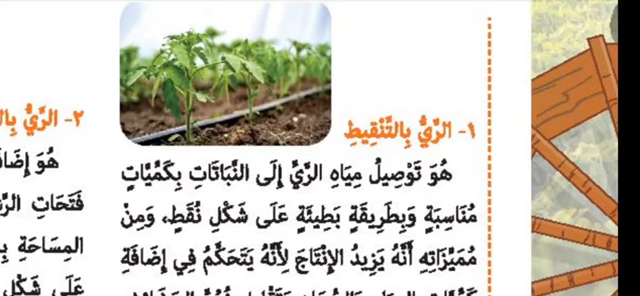 ١- الرَّيُّ بِالتَّنْقِيطِ
هُوَ تَوْصِيلُ مِيَاهِ الرَّيِّ إِلَى النَّبَاتَاتِ بِكَمِّيَّاتٍ
مُنَاسِبَةٍ وَبِطَرِيقَةٍ بَطِيئَةٍ عَلَى شَكْلِ نُقَطٍ، وَمِنْ
مُمَيِّزَاتِهِ أَنَّهُ يَزِيدُ الإِنْتَاجَ لِأَنَّهُ يَتَحَكَّمُ فِي إِضَافَةِ
٢- الرَّيُّ
هُوَ
فَتَحَاتِ
المِسَاحَةِ
عَلَى شَكْلِ